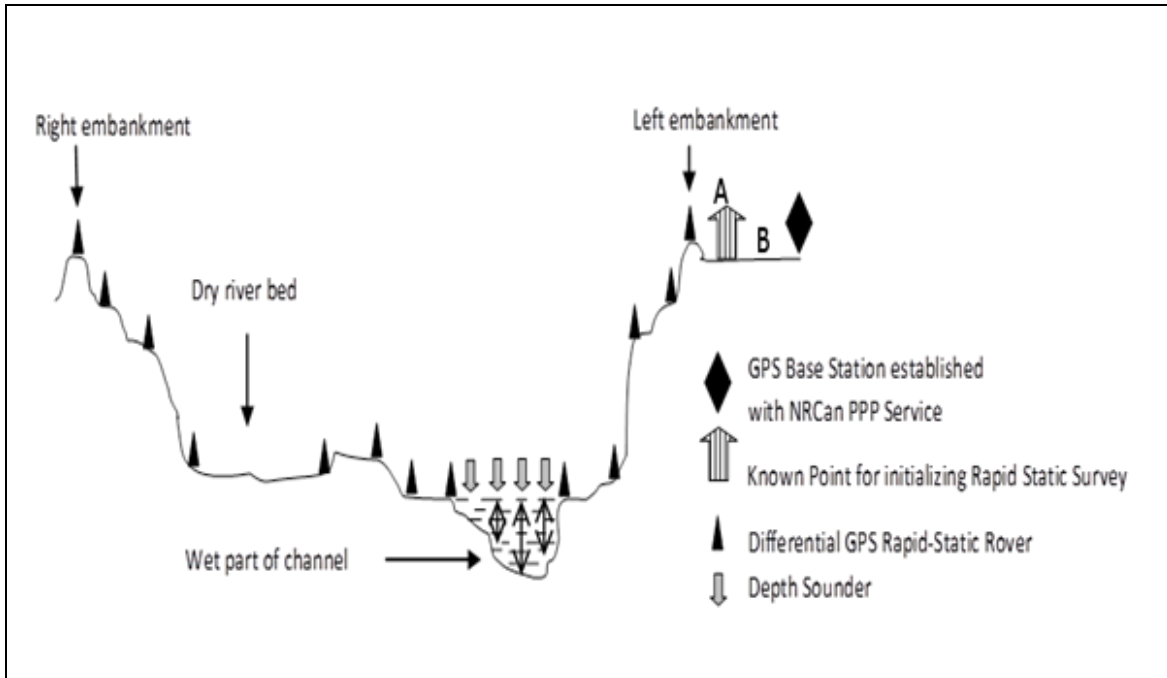 Right embankment
Left embankment
A
B
Dry river bed
GPS Base Station established
with NRCan PPP Service
Known Point for initializing Rapid Static Survey
Differential GPS Rapid-Static Rover
Wet part of channel
Depth Sounder